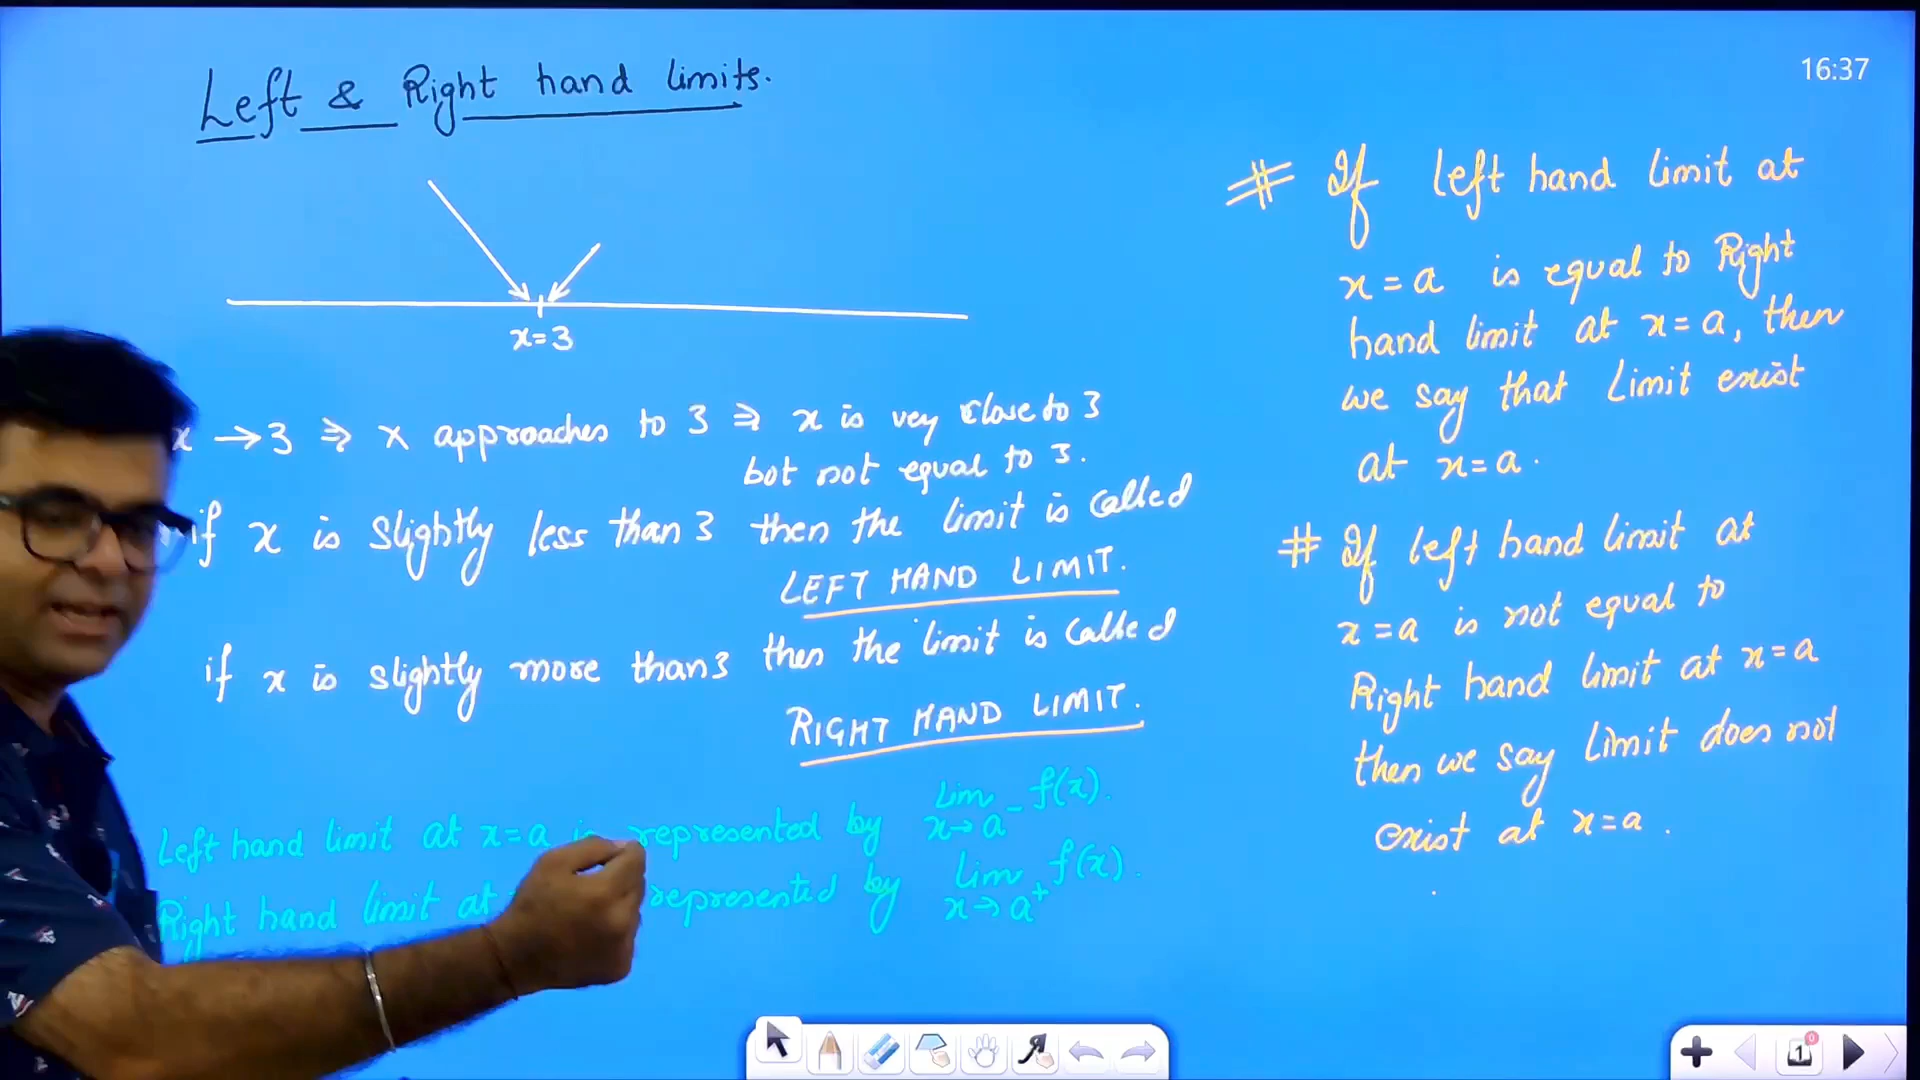 Left & Right hand limits.
16:37
x=3
x → 3 ⇒ x approaches to 3 ⇒ x is very close to 3
bot not equal to 3.
if x is slightly less than 3 then the limit is called
LEFT HAND LIMIT.
if x is slightly more than 3 then the limit is called
RIGHT HAND LIMIT.
Left hand limit at x=a is represented by Lim x→a⁻ f(x).
Right hand limit at represented by Lim x→a⁺ f(x).
# If left hand limit at
x=a is equal to Right
hand limit at x=a, then
we say that Limit exist
at x=a.
# If left hand limit at
x=a is not equal to
Right hand limit at x=a
then we say Limit does not
exist at x=a.
1
0